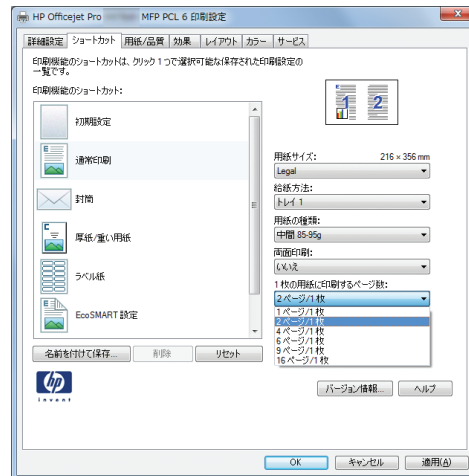 HP Officejet Pro MFP PCL 6 印刷設定
詳細設定 ショートカット 用紙/品質 効果 レイアウト カラー サービス
印刷機能のショートカットは、クリック 1 つで選択可能な保存された印刷設定の
一覧です。
印刷機能のショートカット:
初期設定
通常印刷
封筒
厚紙/重い用紙
ラベル紙
EcoSMART 設定
名前を付けて保存... 削除 リセット
1 2
用紙サイズ: 216 × 356 mm
Legal
給紙方法:
トレイ 1
用紙の種類:
中間 85-95g
両面印刷:
いいえ
1 枚の用紙に印刷するページ数:
2 ページ/1 枚
1 ページ/1 枚
2 ページ/1 枚
4 ページ/1 枚
6 ページ/1 枚
9 ページ/1 枚
16 ページ/1 枚
hp
invent
バージョン情報... ヘルプ
OK キャンセル 適用(A)